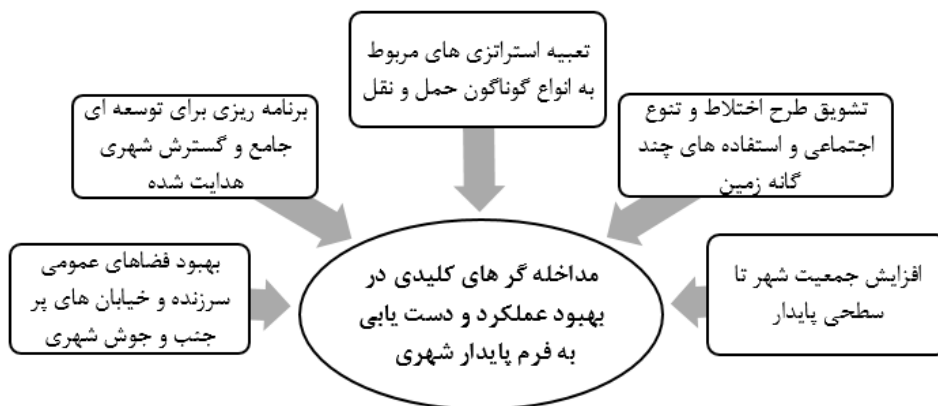 تعبیه استراتژی های مربوط
به انواع گوناگون حمل و نقل
تشویق طرح اختلاط و تنوع
اجتماعی و استفاده های چند
گانه زمین
برنامه ریزی برای توسعه ای
جامع و گسترش شهری
هدایت شده
افزایش جمعیت شهر تا
سطحی پایدار
بهبود فضاهای عمومی
سرزنده و خیابان های پر
جنب و جوش شهری
مداخله گر های کلیدی در
بهبود عملکرد و دست یابی
به فرم پایدار شهری